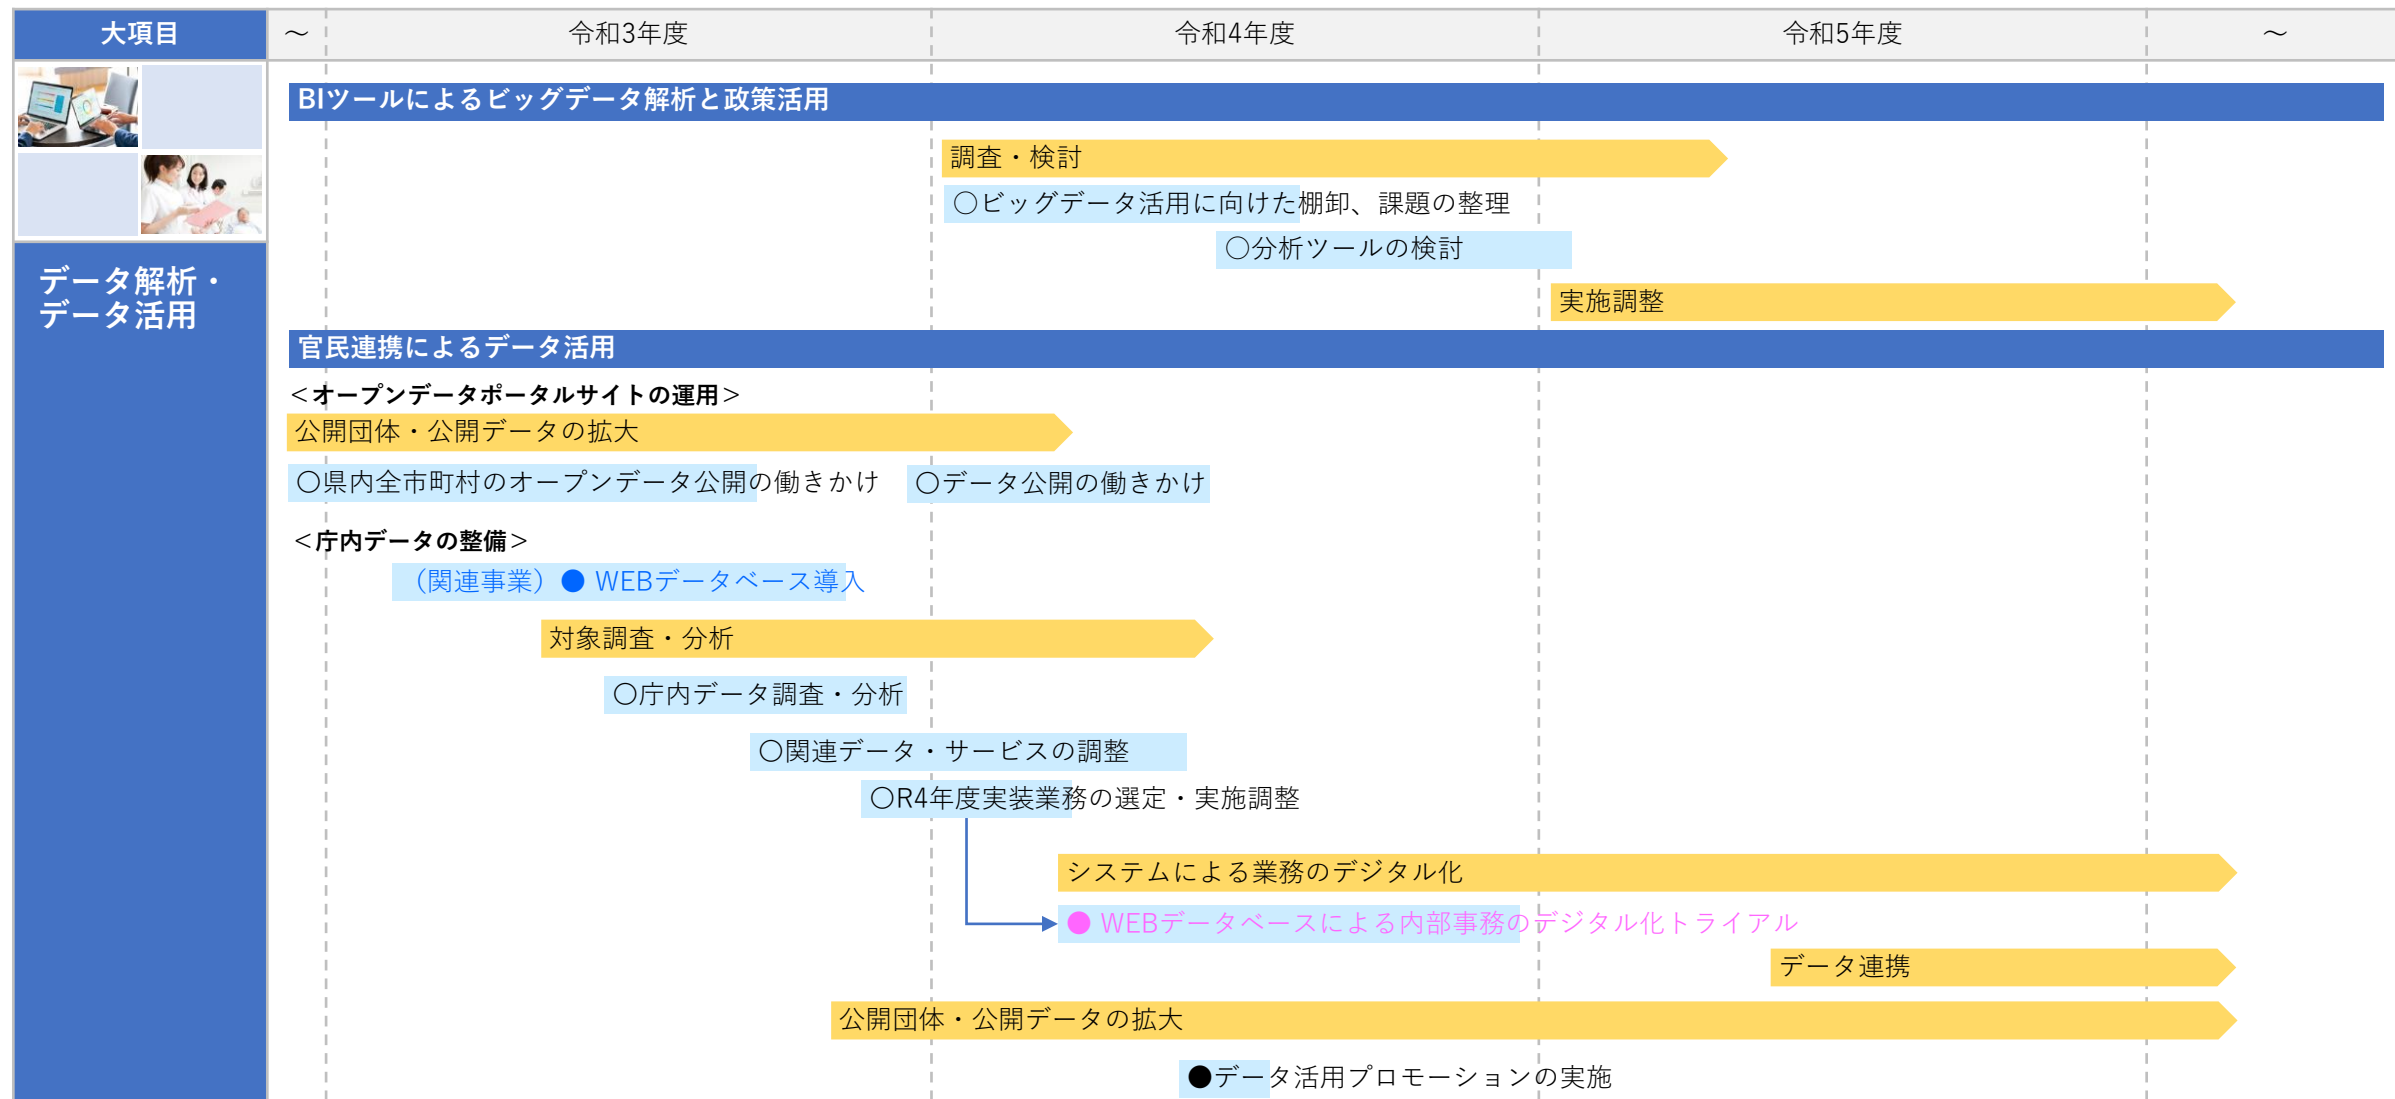 大項目
～
令和3年度
令和4年度
令和5年度
～
データ解析・
データ活用
BIツールによるビッグデータ解析と政策活用
調査・検討
○ビッグデータ活用に向けた棚卸、課題の整理
○分析ツールの検討
実施調整
官民連携によるデータ活用
＜オープンデータポータルサイトの運用＞
公開団体・公開データの拡大
○県内全市町村のオープンデータ公開の働きかけ
○データ公開の働きかけ
＜庁内データの整備＞
（関連事業）● WEBデータベース導入
対象調査・分析
○庁内データ調査・分析
○関連データ・サービスの調整
○R4年度実装業務の選定・実施調整
システムによる業務のデジタル化
● WEBデータベースによる内部事務のデジタル化トライアル
データ連携
公開団体・公開データの拡大
●データ活用プロモーションの実施